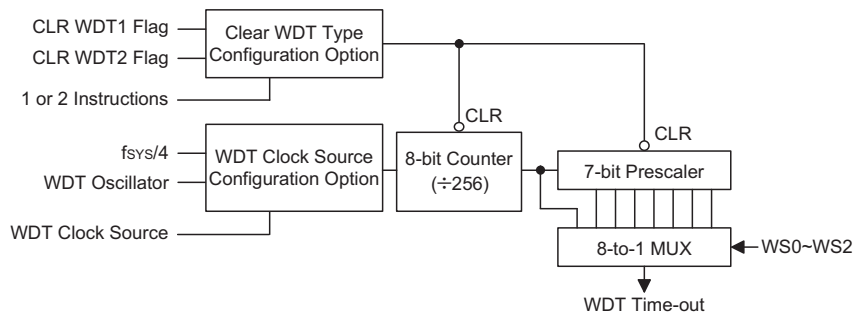 CLR WDT1 Flag
CLR WDT2 Flag
1 or 2 Instructions
Clear WDT Type
Configuration Option
CLR
CLR
fSYS/4
WDT Oscillator
WDT Clock Source
WDT Clock Source
Configuration Option
8-bit Counter
(÷256)
7-bit Prescaler
8-to-1 MUX
WS0~WS2
WDT Time-out